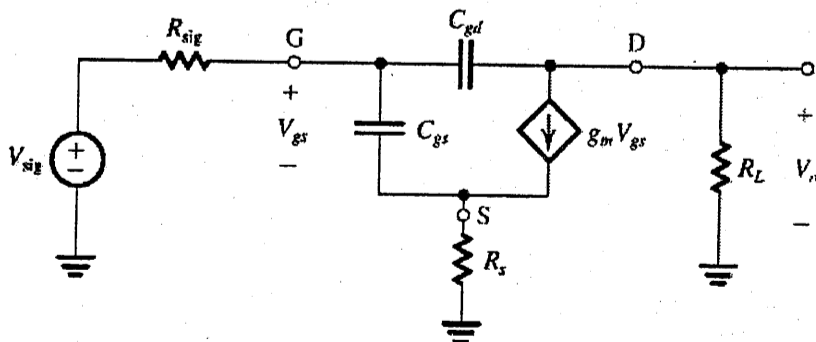 R_sig
G
C_gd
D
+
V_gs
−
C_gs
g_m V_gs
+
−
V_sig
R_L
+
−
S
R_s